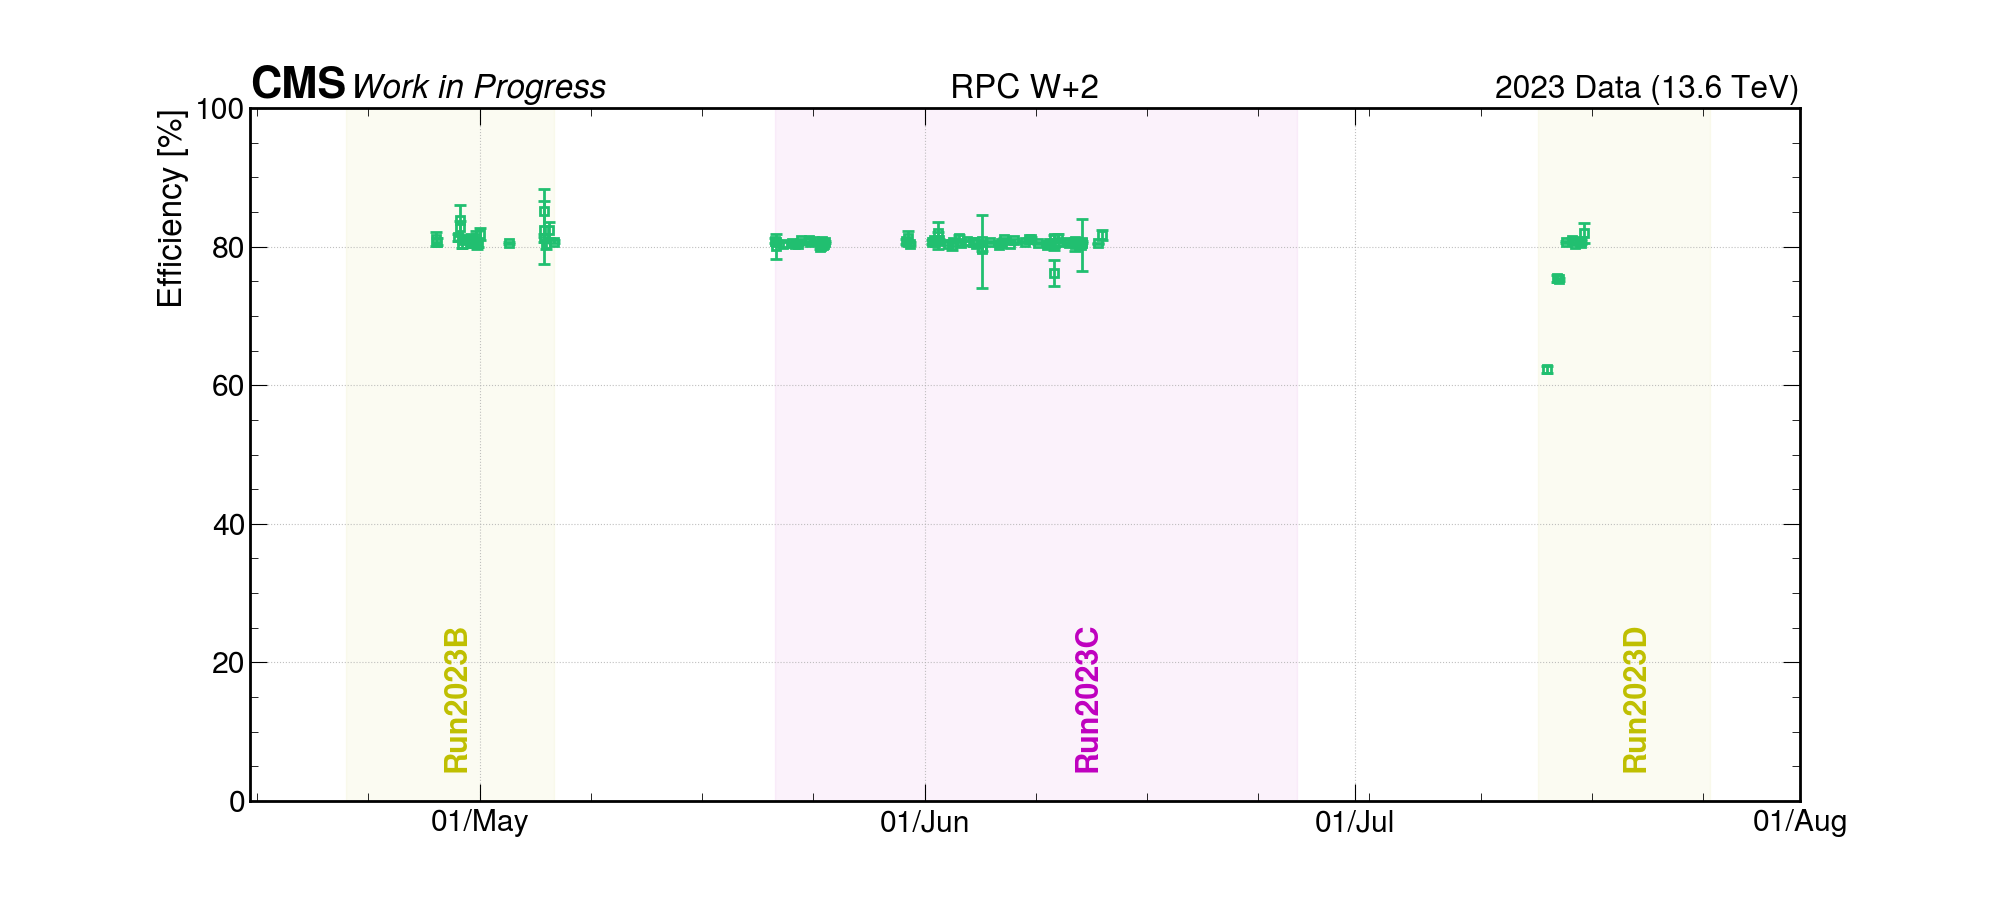 CMS Work in Progress RPC W+2 2023 Data (13.6 TeV)
Efficiency [%]
100
80
60
40
20
0
Run2023B
Run2023C
Run2023D
01/May 01/Jun 01/Jul 01/Aug